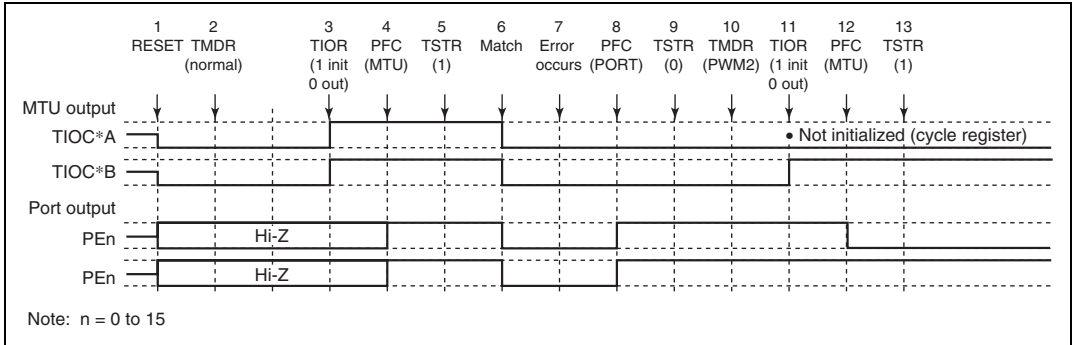 1 2 3 4 5 6 7 8 9 10 11 12 13
RESET TMDR TIOR PFC TSTR Match Error PFC TSTR TMDR TIOR PFC TSTR
(normal) (1 init (MTU) (1) occurs (PORT) (0) (PWM2) (1 init (MTU) (1)
0 out) 0 out)
MTU output
TIOC*A • Not initialized (cycle register)
TIOC*B
Port output
PEn Hi-Z
PEn Hi-Z
Note: n = 0 to 15